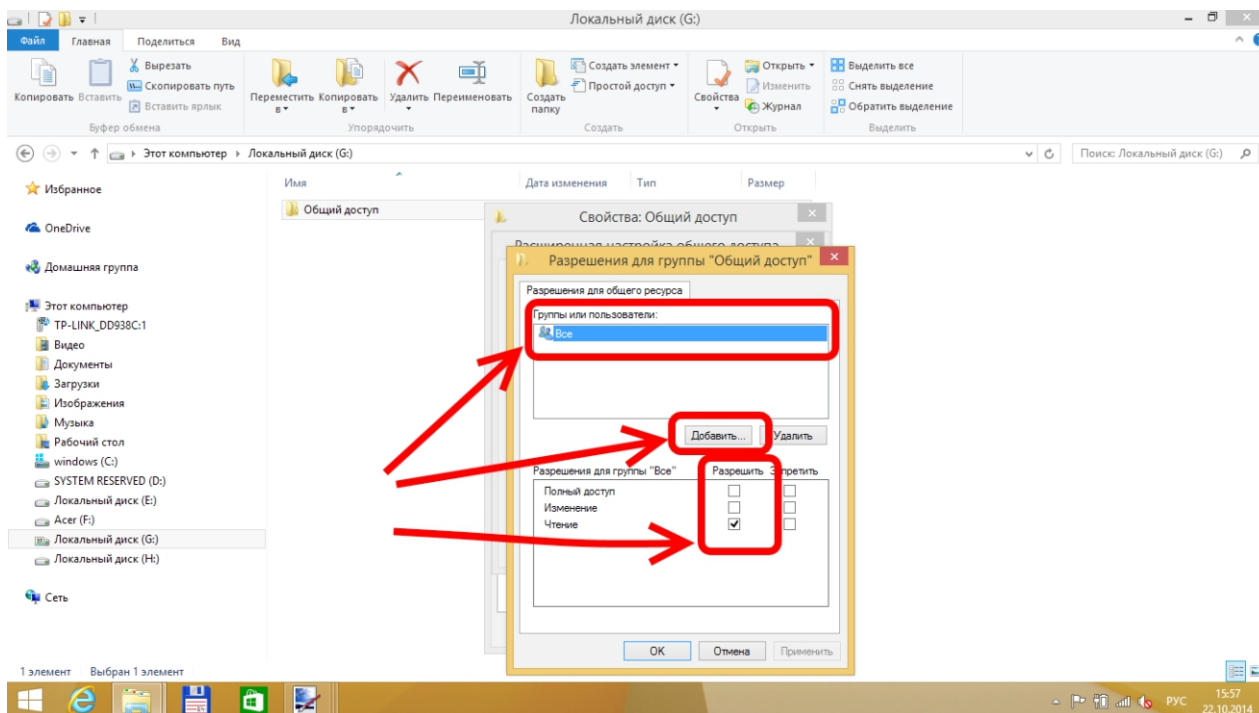 Локальный диск (G:)
Файл Главная Поделиться Вид
Копировать Вставить
Вырезать
Скопировать путь
Вставить ярлык
Переместить в
Копировать в
Удалить
Переименовать
Создать папку
Создать элемент
Простой доступ
Свойства
Открыть
Изменить
Журнал
Выделить все
Снять выделение
Обратить выделение
Буфер обмена Упорядочить Создать Открыть Выделить
Этот компьютер Локальный диск (G:)
Поиск: Локальный диск (G:)
Имя Дата изменения Тип Размер
Общий доступ
Избранное
OneDrive
Домашняя группа
Этот компьютер
TP-LINK_DD938C:1
Видео
Документы
Загрузки
Изображения
Музыка
Рабочий стол
windows (C:)
SYSTEM RESERVED (D:)
Локальный диск (E:)
Acer (F:)
Локальный диск (G:)
Локальный диск (H:)
Сеть
Свойства: Общий доступ
Расширенная настройка общего доступа
Разрешения для группы "Общий доступ"
Разрешения для общего ресурса
Группы или пользователи:
Все
Добавить... Удалить
Разрешения для группы "Все" Разрешить Запретить
Полный доступ
Изменение
Чтение
ОК Отмена Применить
1 элемент Выбран 1 элемент
РУС
15:57
22.10.2014